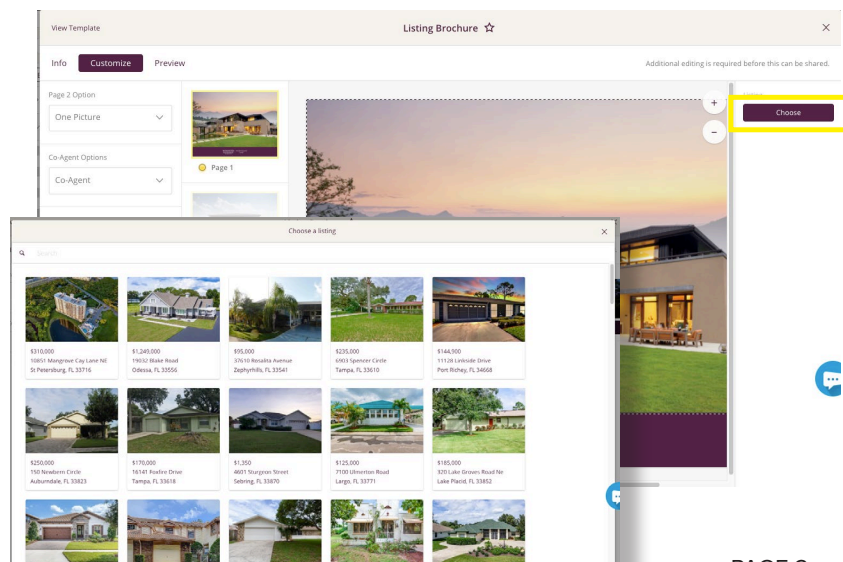 View Template
Listing Brochure
Info Customize Preview
Additional editing is required before this can be shared.
Page 2 Option
One Picture
Co-Agent Options
Co-Agent
Page 1
+
-
Choose
Choose a listing
search
$310,000
10851 Mangrove Cay Lane NE
St Petersburg, FL 33716
$1,249,000
19032 Blake Road
Odessa, FL 33556
$95,000
37610 Rosalita Avenue
Zephyrhills, FL 33541
$235,000
6903 Spencer Circle
Tampa, FL 33610
$144,900
11128 Linkside Drive
Port Richey, FL 34668
$250,000
150 Newbern Circle
Auburndale, FL 33823
$170,000
16141 Foxfire Drive
Tampa, FL 33618
$1,350
4601 Sturgeon Street
Sebring, FL 33870
$125,000
7100 Ulmerton Road
Largo, FL 33771
$185,000
320 Lake Groves Road Ne
Lake Placid, FL 33852